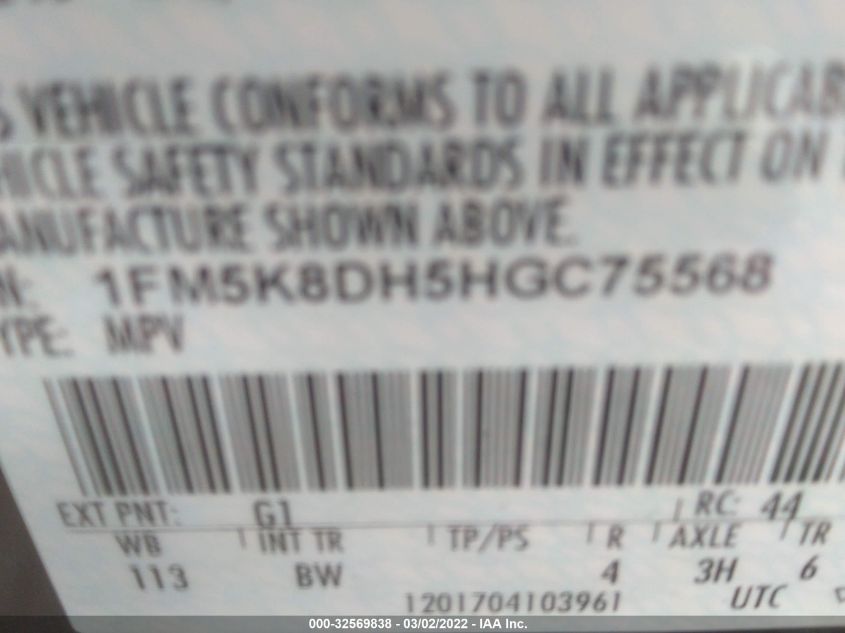 S VEHICLE CONFORMS TO ALL APPLICAB
HICLE SAFETY STANDARDS IN EFFECT ON
ANUFACTURE SHOWN ABOVE.
N: 1FM5K8DH5HGC75568
YPE: MPV
EXT PNT: G1 RC: 44
WB INT TR TP/PS R AXLE TR
113 BW 4 3H 6
1201704103961 UTC
000-32569838 - 03/02/2022 - IAA Inc.